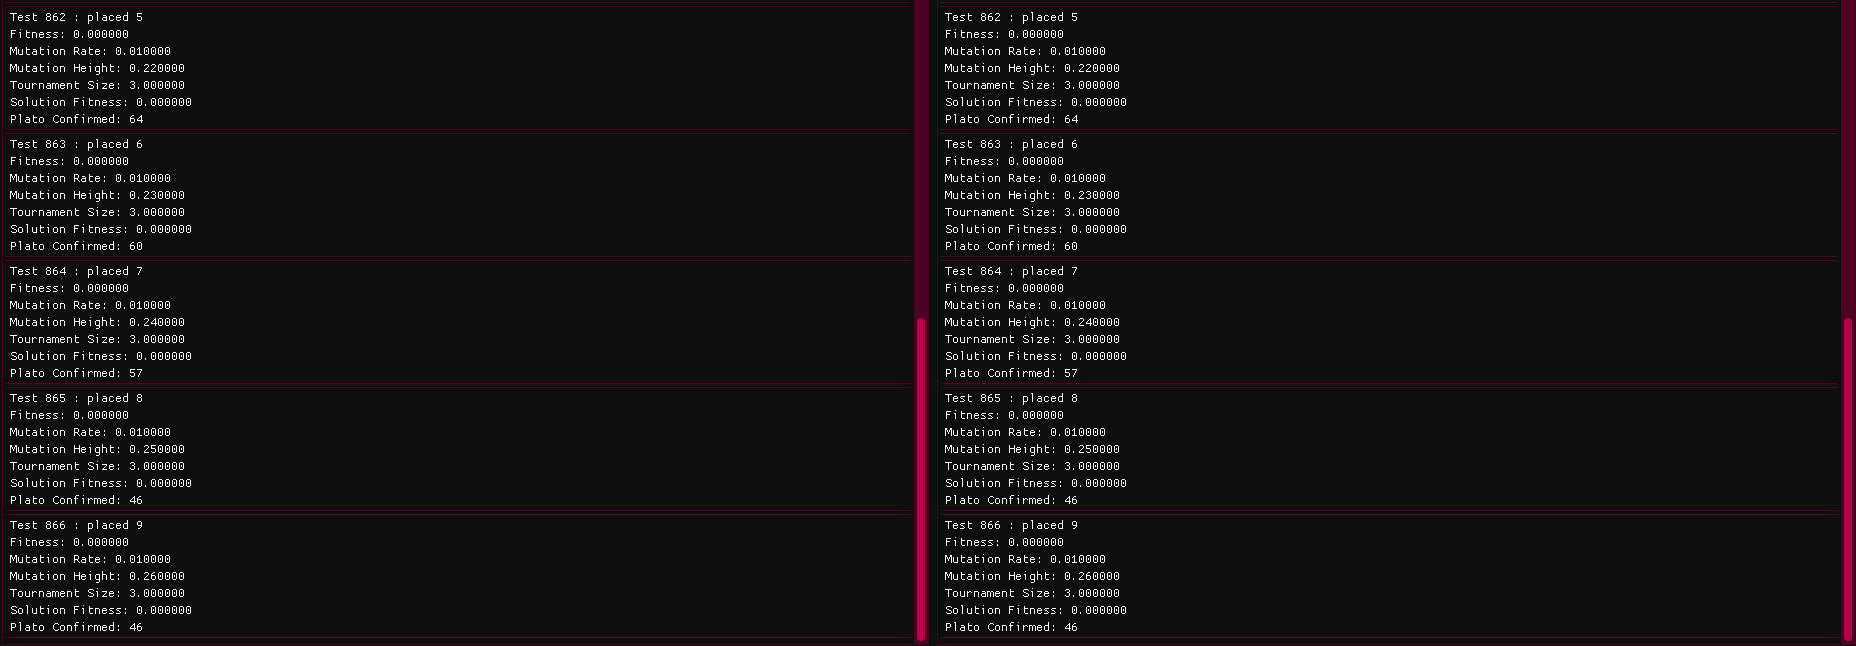 Test 862 : placed 5
Fitness: 0.000000
Mutation Rate: 0.010000
Mutation Height: 0.220000
Tournament Size: 3.000000
Solution Fitness: 0.000000
Plato Confirmed: 64
Test 863 : placed 6
Fitness: 0.000000
Mutation Rate: 0.010000
Mutation Height: 0.230000
Tournament Size: 3.000000
Solution Fitness: 0.000000
Plato Confirmed: 60
Test 864 : placed 7
Fitness: 0.000000
Mutation Rate: 0.010000
Mutation Height: 0.240000
Tournament Size: 3.000000
Solution Fitness: 0.000000
Plato Confirmed: 57
Test 865 : placed 8
Fitness: 0.000000
Mutation Rate: 0.010000
Mutation Height: 0.250000
Tournament Size: 3.000000
Solution Fitness: 0.000000
Plato Confirmed: 46
Test 866 : placed 9
Fitness: 0.000000
Mutation Rate: 0.010000
Mutation Height: 0.260000
Tournament Size: 3.000000
Solution Fitness: 0.000000
Plato Confirmed: 46
Test 862 : placed 5
Fitness: 0.000000
Mutation Rate: 0.010000
Mutation Height: 0.220000
Tournament Size: 3.000000
Solution Fitness: 0.000000
Plato Confirmed: 64
Test 863 : placed 6
Fitness: 0.000000
Mutation Rate: 0.010000
Mutation Height: 0.230000
Tournament Size: 3.000000
Solution Fitness: 0.000000
Plato Confirmed: 60
Test 864 : placed 7
Fitness: 0.000000
Mutation Rate: 0.010000
Mutation Height: 0.240000
Tournament Size: 3.000000
Solution Fitness: 0.000000
Plato Confirmed: 57
Test 865 : placed 8
Fitness: 0.000000
Mutation Rate: 0.010000
Mutation Height: 0.250000
Tournament Size: 3.000000
Solution Fitness: 0.000000
Plato Confirmed: 46
Test 866 : placed 9
Fitness: 0.000000
Mutation Rate: 0.010000
Mutation Height: 0.260000
Tournament Size: 3.000000
Solution Fitness: 0.000000
Plato Confirmed: 46